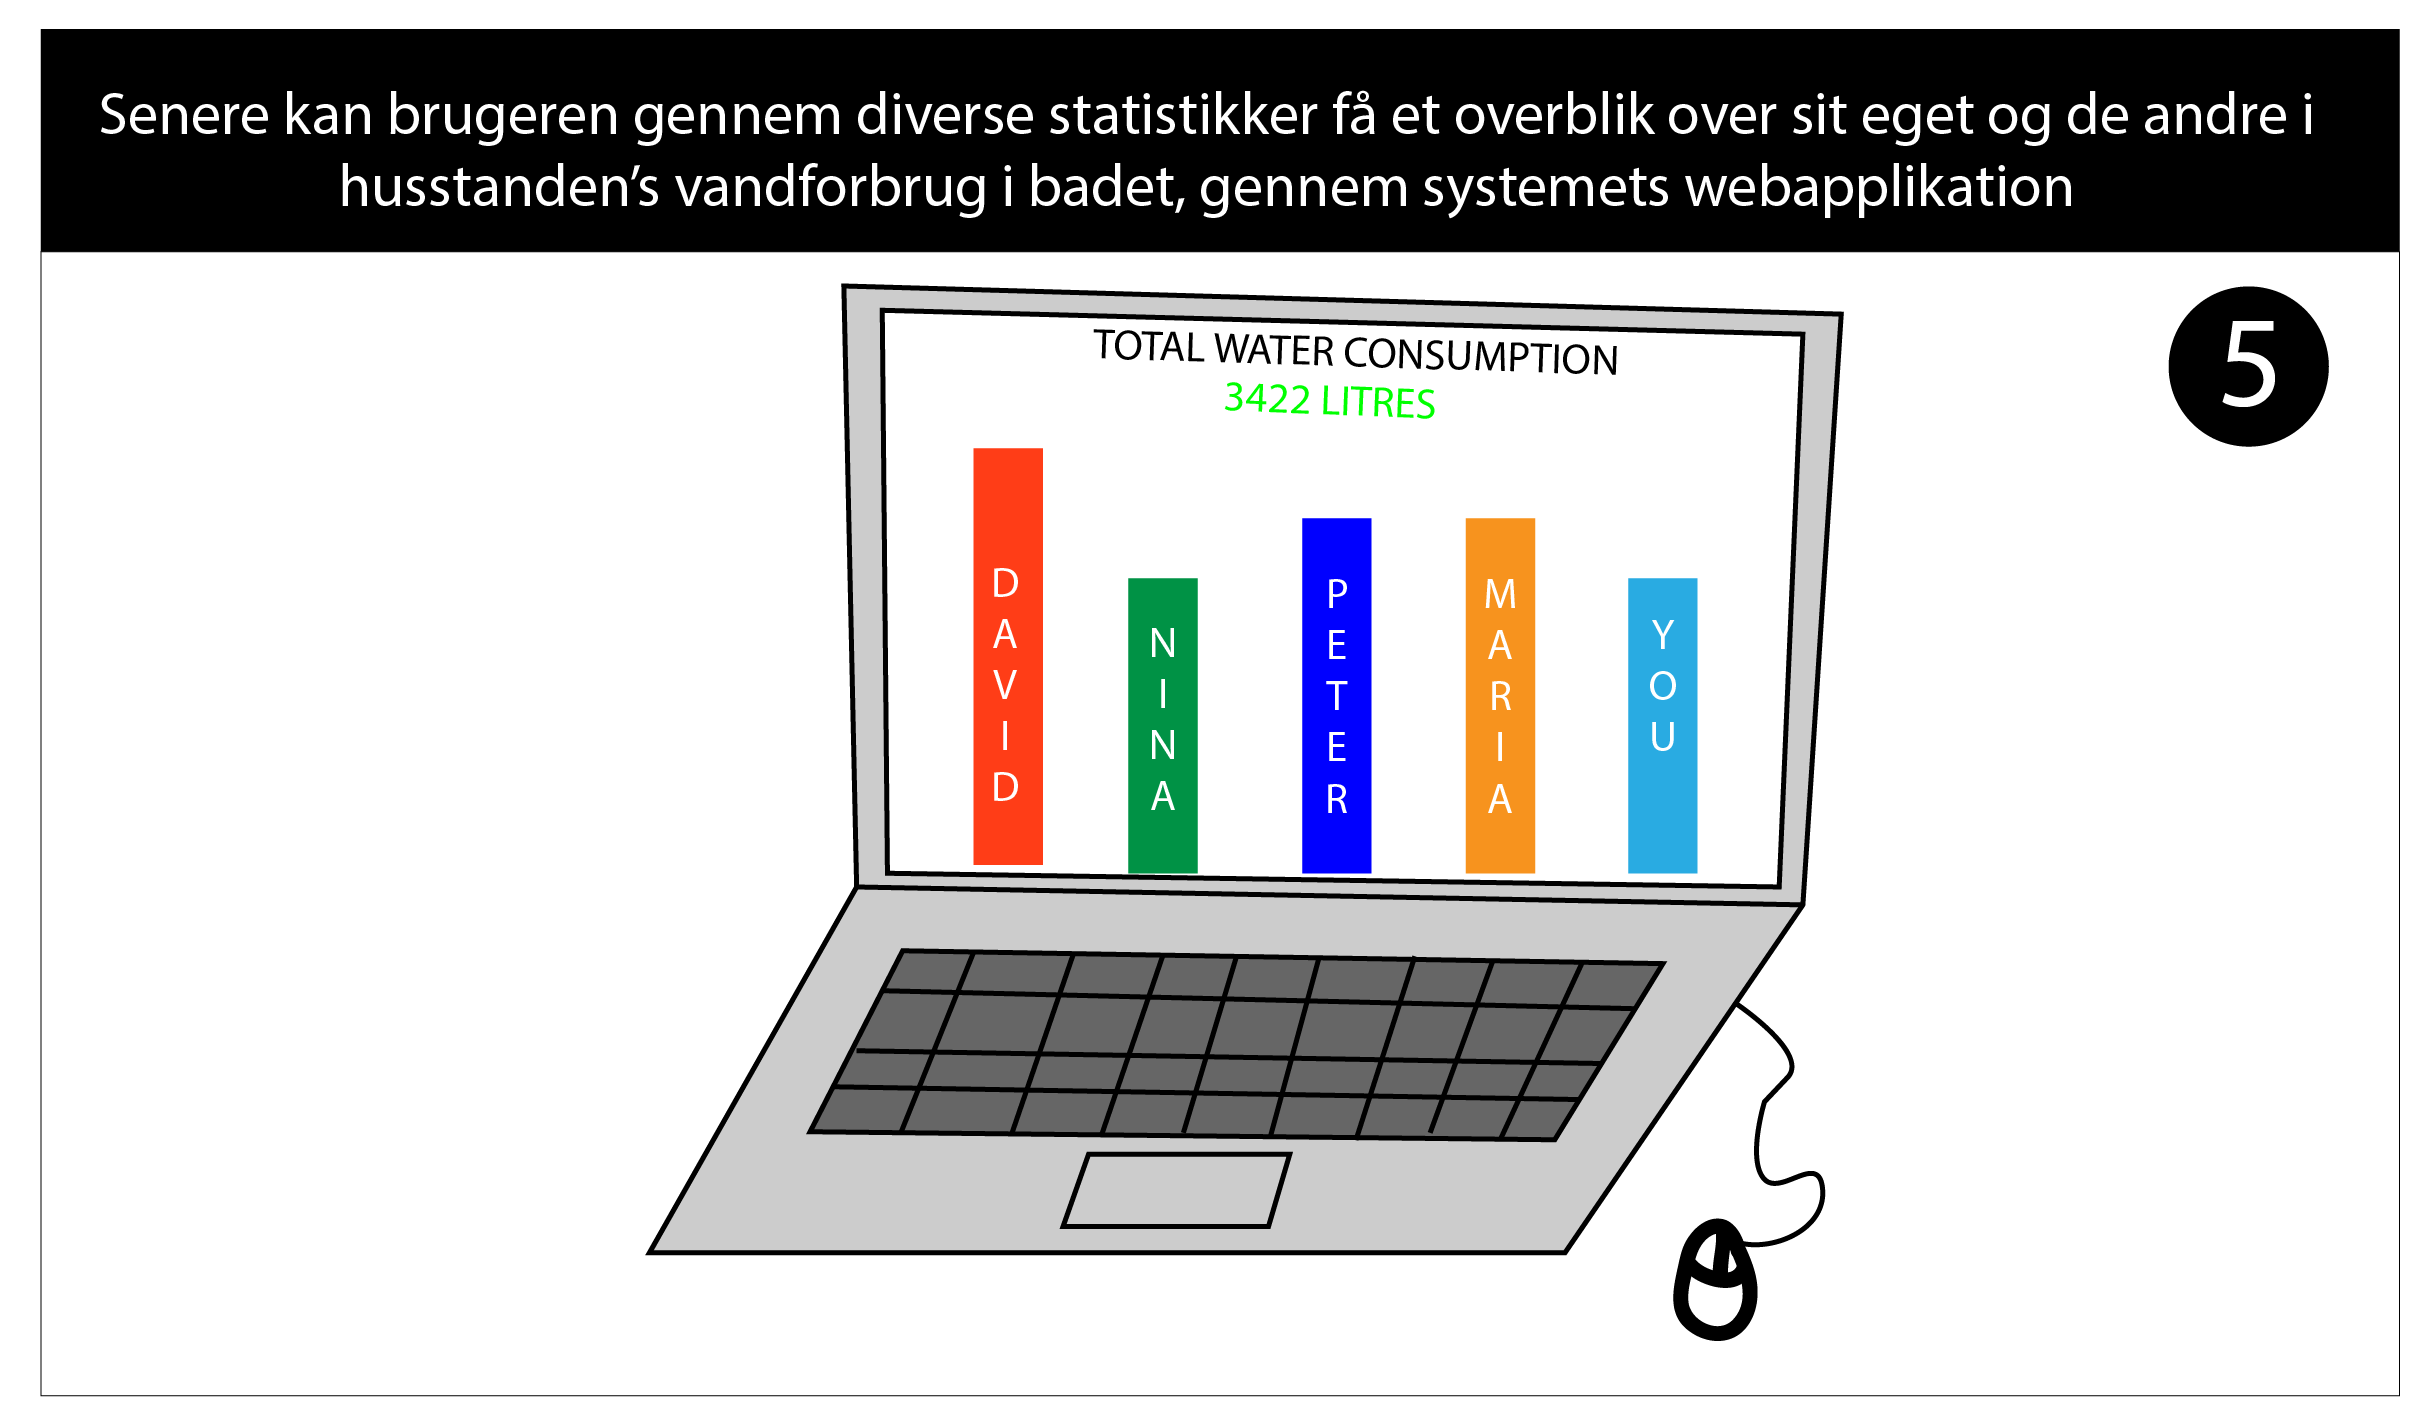 Senere kan brugeren gennem diverse statistikker få et overblik over sit eget og de andre i
husstanden’s vandforbrug i badet, gennem systemets webapplikation
5
TOTAL WATER CONSUMPTION
3422 LITRES
DAVID
NINA
PETER
MARIA
YOU